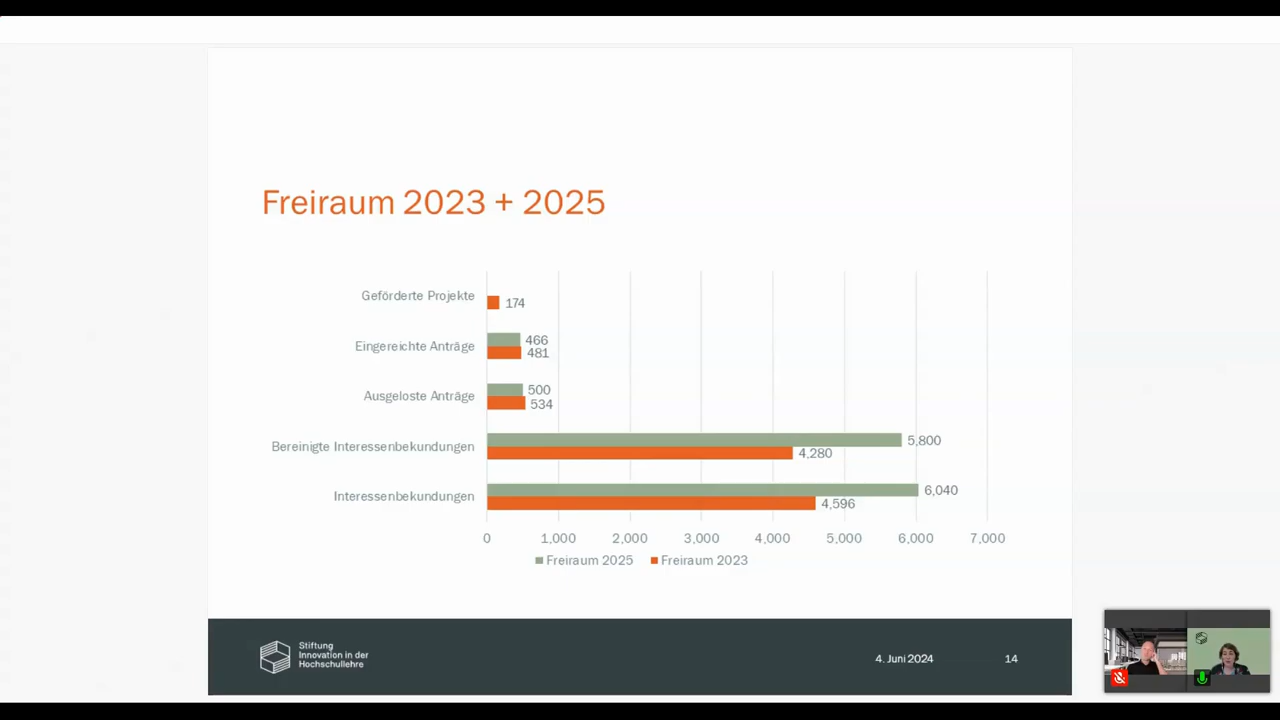 Freiraum 2023 + 2025
Geförderte Projekte
174
Eingereichte Anträge
466
481
Ausgeloste Anträge
500
534
Bereinigte Interessenbekundungen
5,800
4,280
Interessenbekundungen
6,040
4,596
0 1,000 2,000 3,000 4,000 5,000 6,000 7,000
Freiraum 2025 Freiraum 2023
Stiftung
Innovation in der
Hochschullehre
4. Juni 2024 14